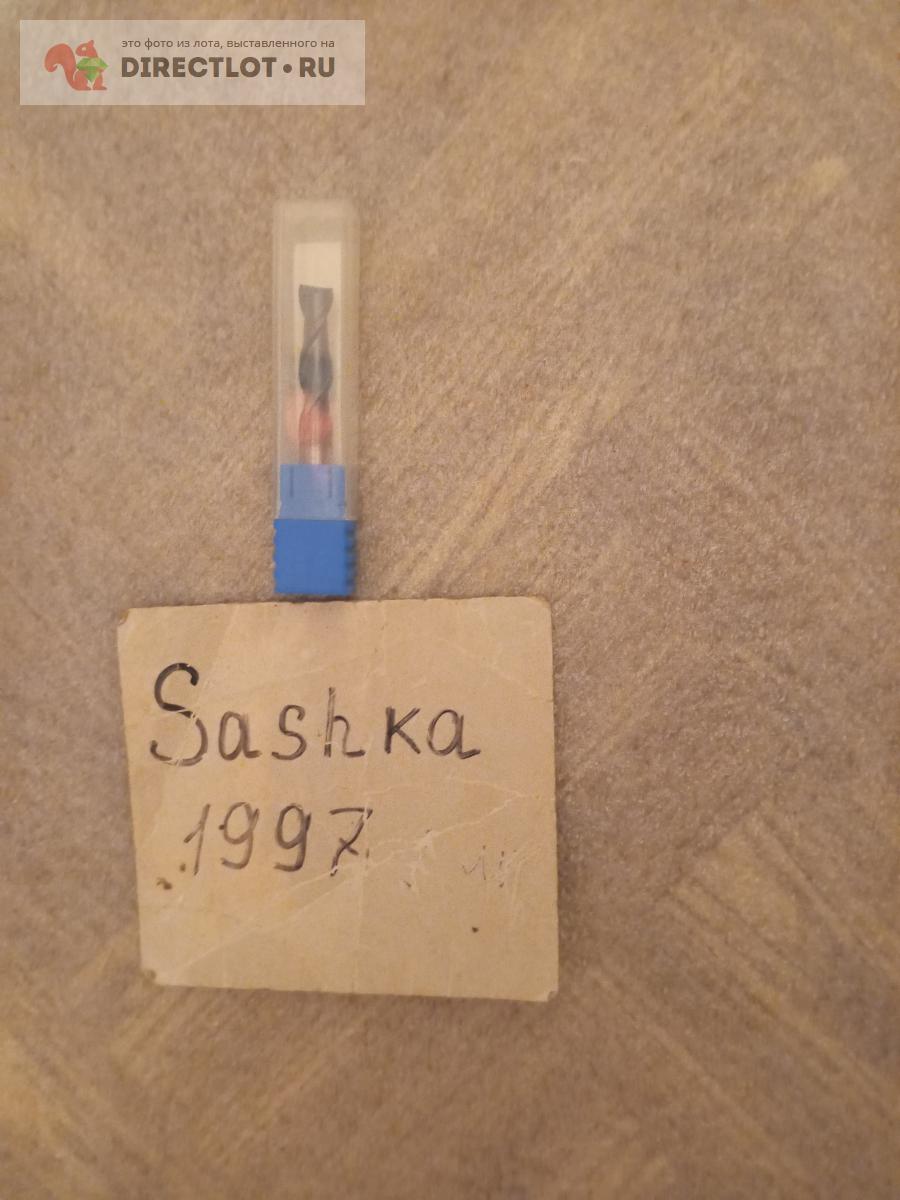 это фото из лота, выставленного на
DIRECTLOT•RU
Sashka
1997